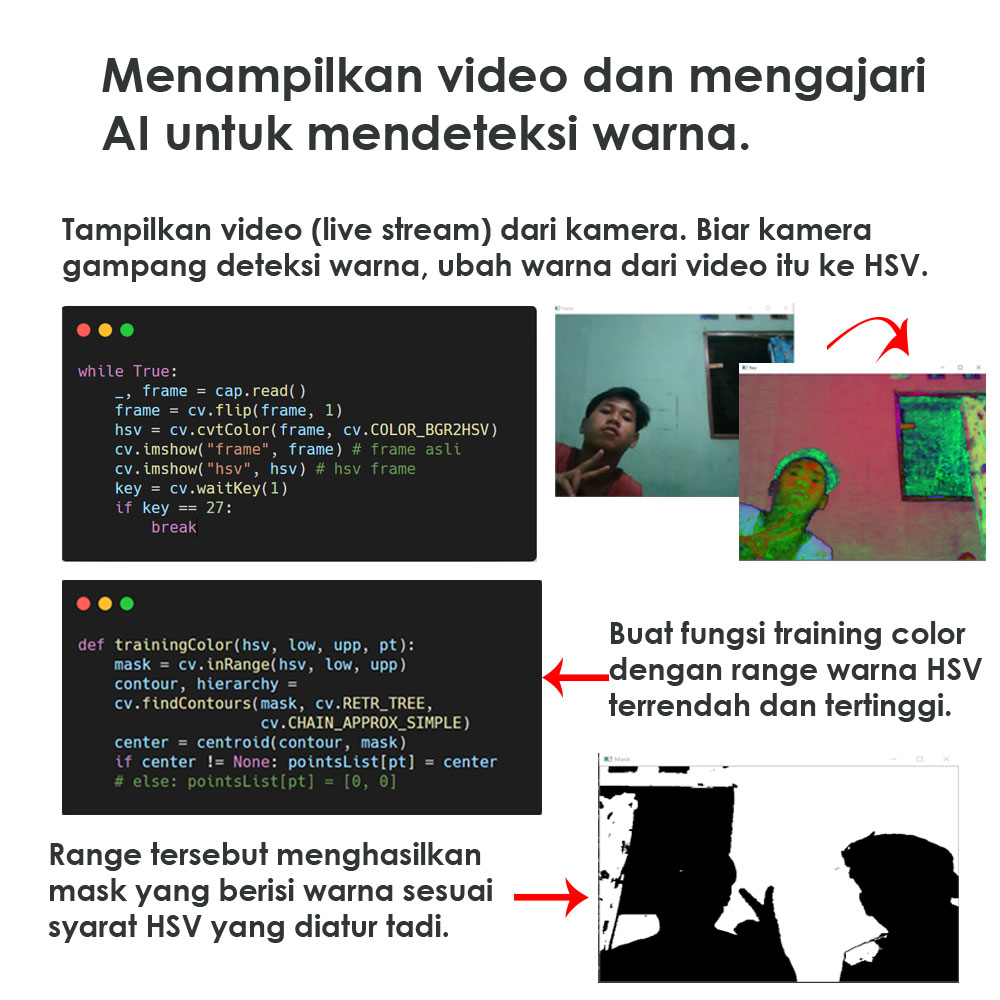 Menampilkan video dan mengajari
AI untuk mendeteksi warna.
Tampilkan video (live stream) dari kamera. Biar kamera
gampang deteksi warna, ubah warna dari video itu ke HSV.
while True:
_, frame = cap.read()
frame = cv.flip(frame, 1)
hsv = cv.cvtColor(frame, cv.COLOR_BGR2HSV)
cv.imshow("frame", frame) # frame asli
cv.imshow("hsv", hsv) # hsv frame
key = cv.waitKey(1)
if key == 27:
break
frame
hsv
def trainingColor(hsv, low, upp, pt):
mask = cv.inRange(hsv, low, upp)
contour, hierarchy =
cv.findContours(mask, cv.RETR_TREE,
cv.CHAIN_APPROX_SIMPLE)
center = centroid(contour, mask)
if center != None: pointsList[pt] = center
# else: pointsList[pt] = [0, 0]
Buat fungsi training color
dengan range warna HSV
terrendah dan tertinggi.
Range tersebut menghasilkan
mask yang berisi warna sesuai
syarat HSV yang diatur tadi.
Mask